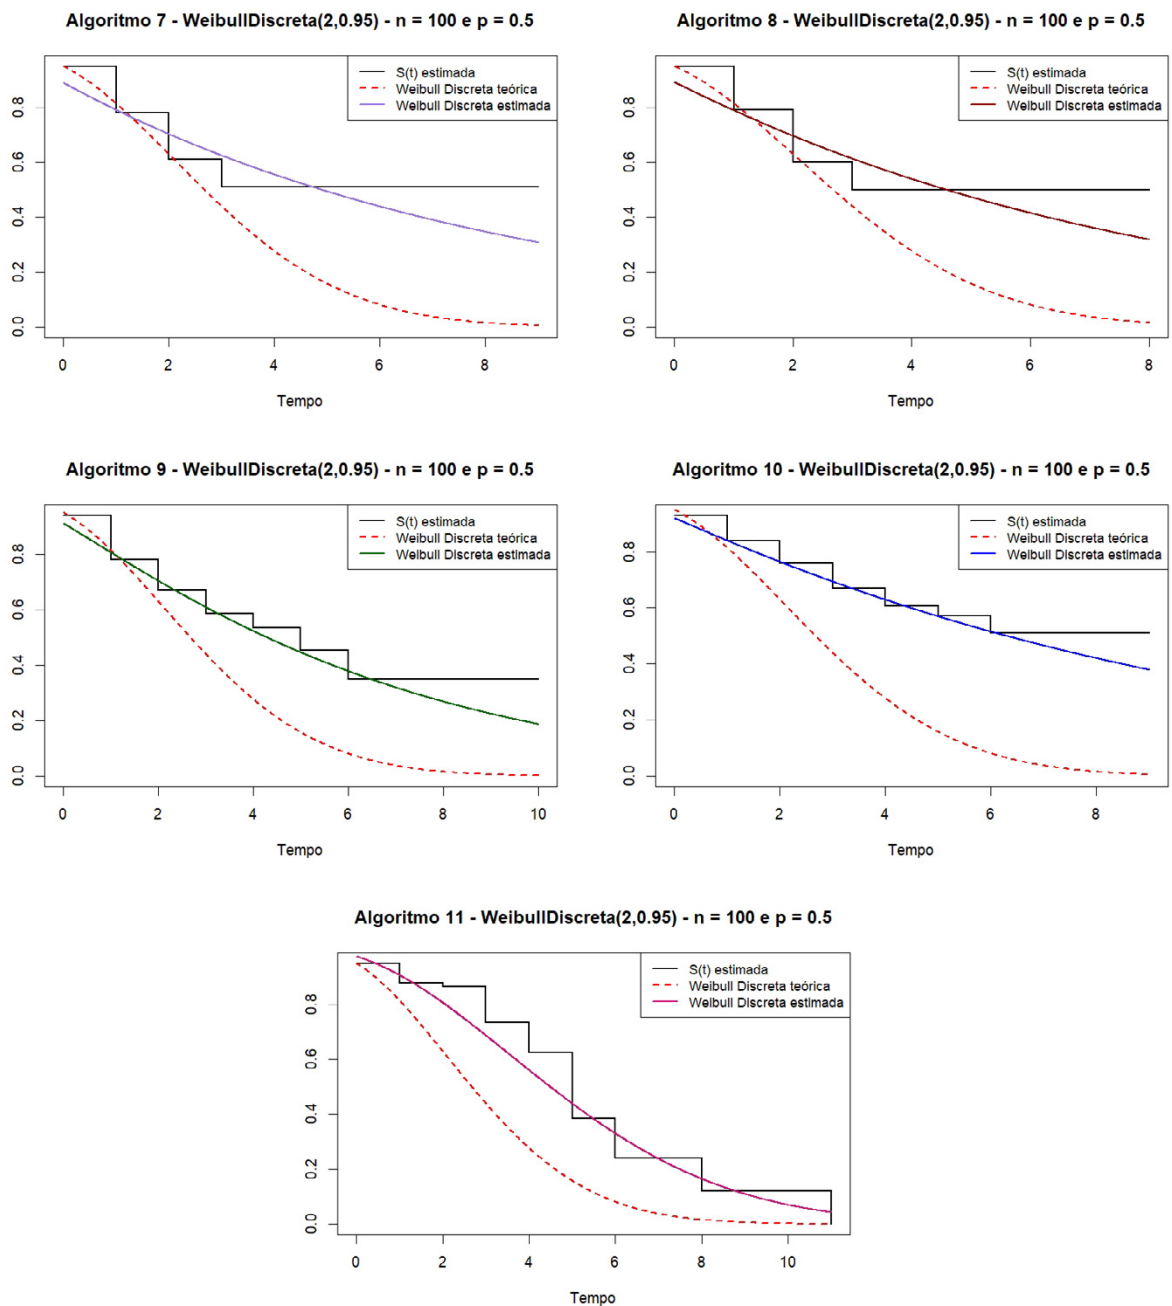 Algoritmo 7 - WeibullDiscreta(2,0.95) - n = 100 e p = 0.5
S(t) estimada
Weibull Discreta teórica
Weibull Discreta estimada
0.0 0.2 0.4 0.6 0.8
0 2 4 6 8
Tempo
Algoritmo 8 - WeibullDiscreta(2,0.95) - n = 100 e p = 0.5
S(t) estimada
Weibull Discreta teórica
Weibull Discreta estimada
0.0 0.2 0.4 0.6 0.8
0 2 4 6 8
Tempo
Algoritmo 9 - WeibullDiscreta(2,0.95) - n = 100 e p = 0.5
S(t) estimada
Weibull Discreta teórica
Weibull Discreta estimada
0.0 0.2 0.4 0.6 0.8
0 2 4 6 8 10
Tempo
Algoritmo 10 - WeibullDiscreta(2,0.95) - n = 100 e p = 0.5
S(t) estimada
Weibull Discreta teórica
Weibull Discreta estimada
0.0 0.2 0.4 0.6 0.8
0 2 4 6 8
Tempo
Algoritmo 11 - WeibullDiscreta(2,0.95) - n = 100 e p = 0.5
S(t) estimada
Weibull Discreta teórica
Weibull Discreta estimada
0.0 0.2 0.4 0.6 0.8
0 2 4 6 8 10
Tempo